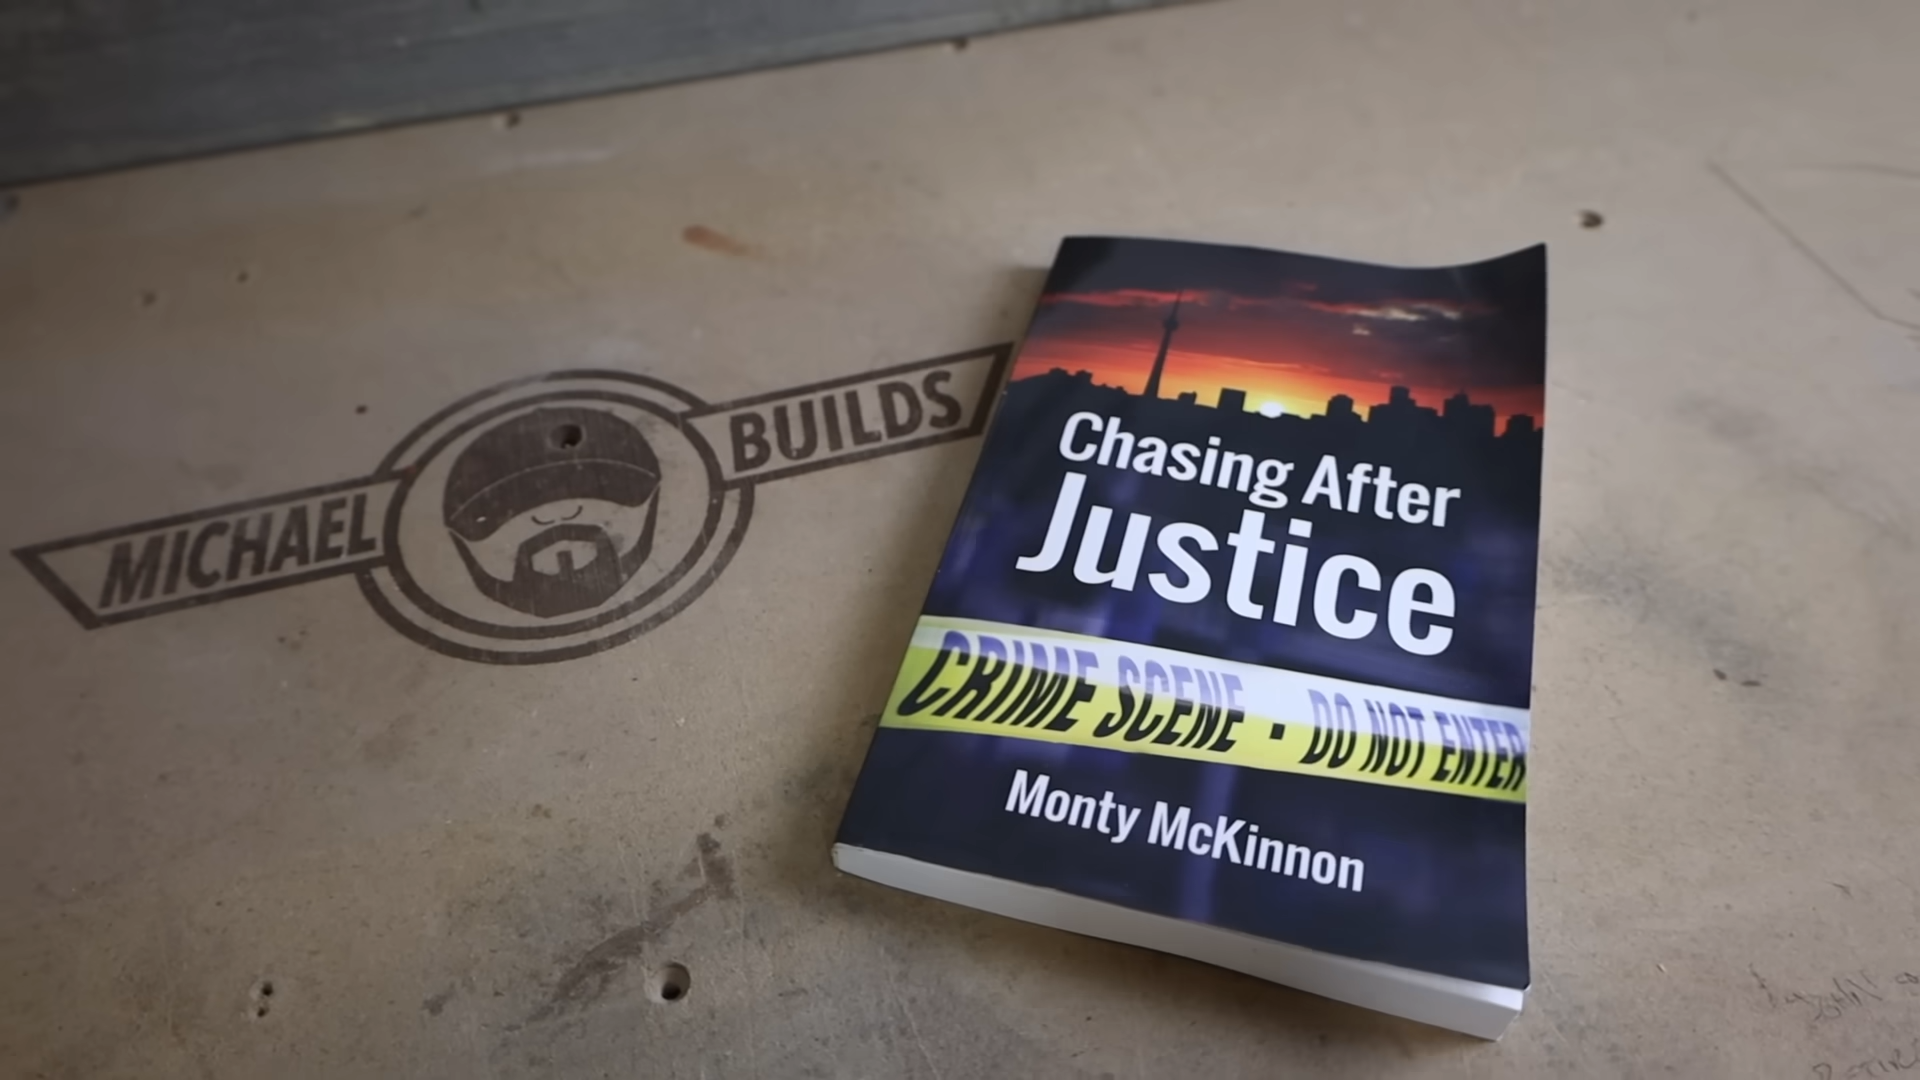 MICHAEL
BUILDS
Chasing After
Justice
CRIME SCENE · DO NOT ENTER
Monty McKinnon